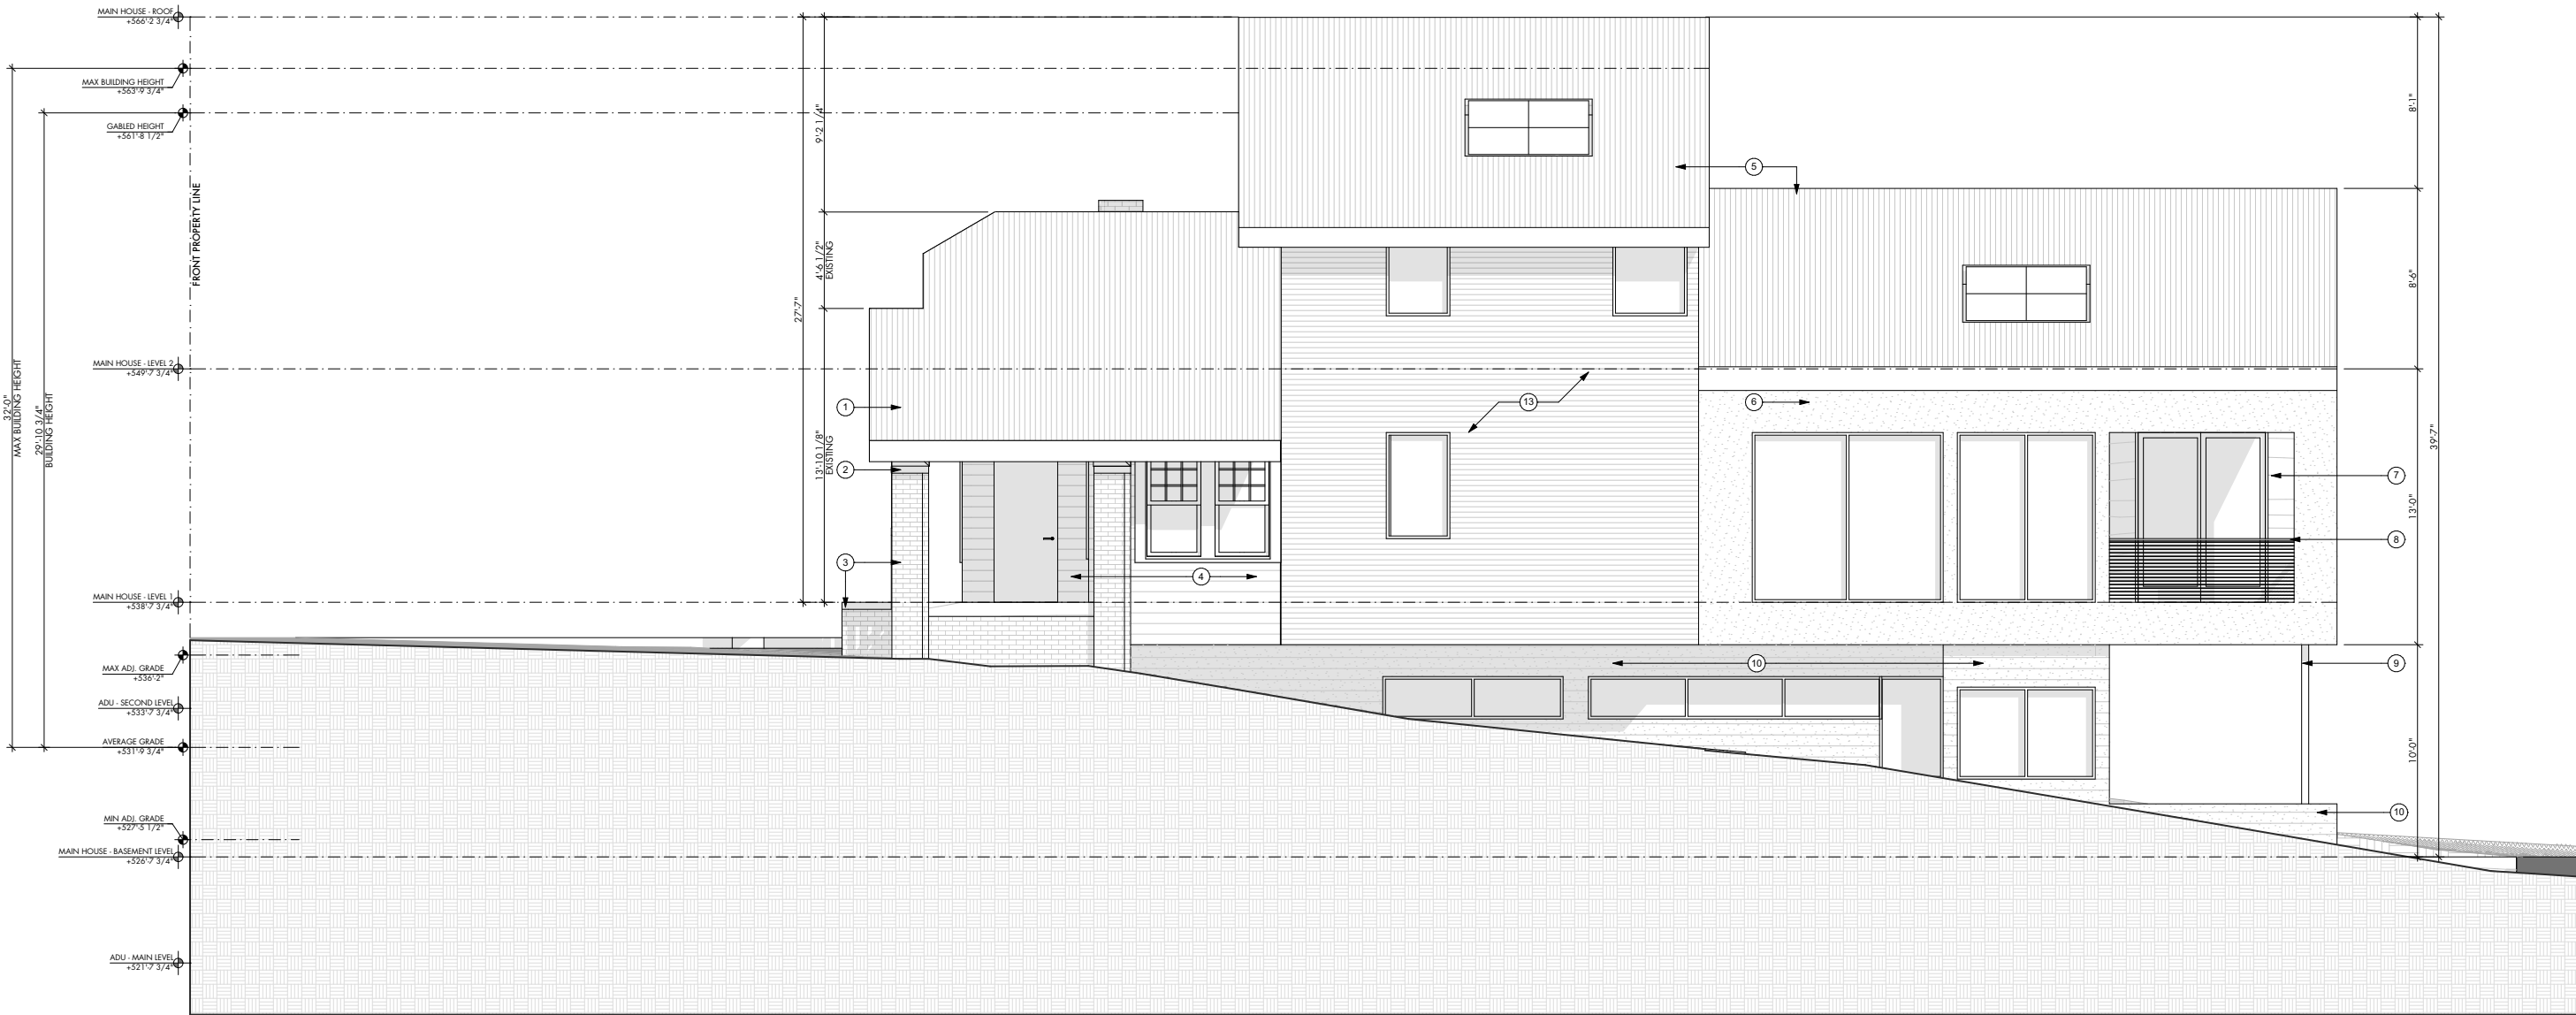 MAIN HOUSE - ROOF
+566'-2 3/4"
MAX BUILDING HEIGHT
+563'-9 3/4"
GABLED HEIGHT
+561'-8 1/2"
FRONT PROPERTY LINE
MAIN HOUSE - LEVEL 2
+549'-7 3/4"
32'-0"
MAX BUILDING HEIGHT
29'-10 3/4"
BUILDING HEIGHT
MAIN HOUSE - LEVEL 1
+538'-7 3/4"
MAX ADJ. GRADE
+536'-2"
ADU - SECOND LEVEL
+533'-7 3/4"
AVERAGE GRADE
+531'-9 3/4"
MIN ADJ. GRADE
+527'-5 1/2"
MAIN HOUSE - BASEMENT LEVEL
+526'-7 3/4"
ADU - MAIN LEVEL
+521'-7 3/4"
27'-7"
9'-2 1/4"
4'-6 1/2"
EXISTING
13'-10 1/8"
EXISTING
1
2
3
4
5
13
6
7
8
10
9
10
8'-1"
8'-6"
13'-0"
10'-0"
39'-7"